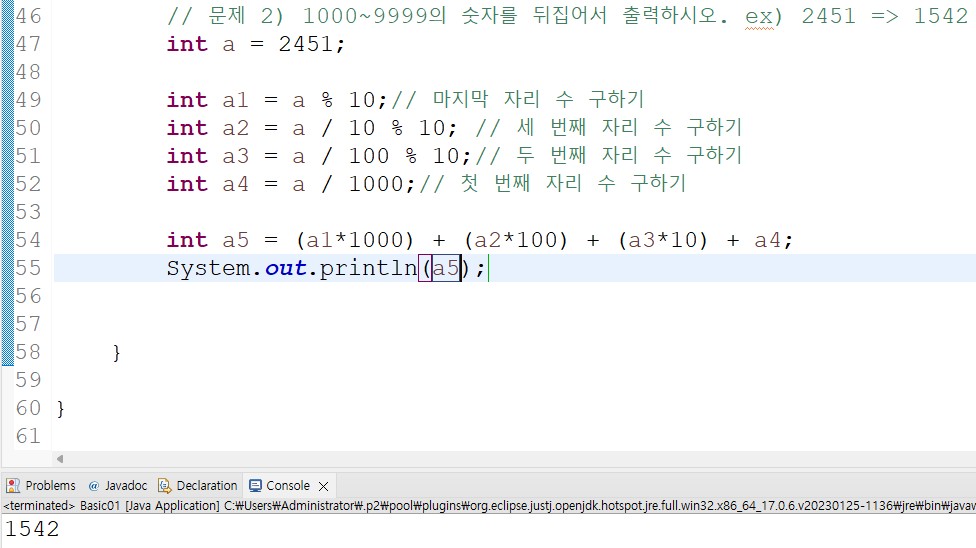 46 // 문제 2) 1000~9999의 숫자를 뒤집어서 출력하시오. ex) 2451 => 1542
47 int a = 2451;
48
49 int a1 = a % 10;// 마지막 자리 수 구하기
50 int a2 = a / 10 % 10; // 세 번째 자리 수 구하기
51 int a3 = a / 100 % 10;// 두 번째 자리 수 구하기
52 int a4 = a / 1000;// 첫 번째 자리 수 구하기
53
54 int a5 = (a1*1000) + (a2*100) + (a3*10) + a4;
55 System.out.println(a5);
56
57
58 }
59
60 }
61
Problems @ Javadoc Declaration Console
<terminated> Basic01 [Java Application] C:₩Users₩Administrator₩.p2₩pool₩plugins₩org.eclipse.justj.openjdk.hotspot.jre.full.win32.x86_64_17.0.6.v20230125-1136₩jre₩bin₩javaw
1542